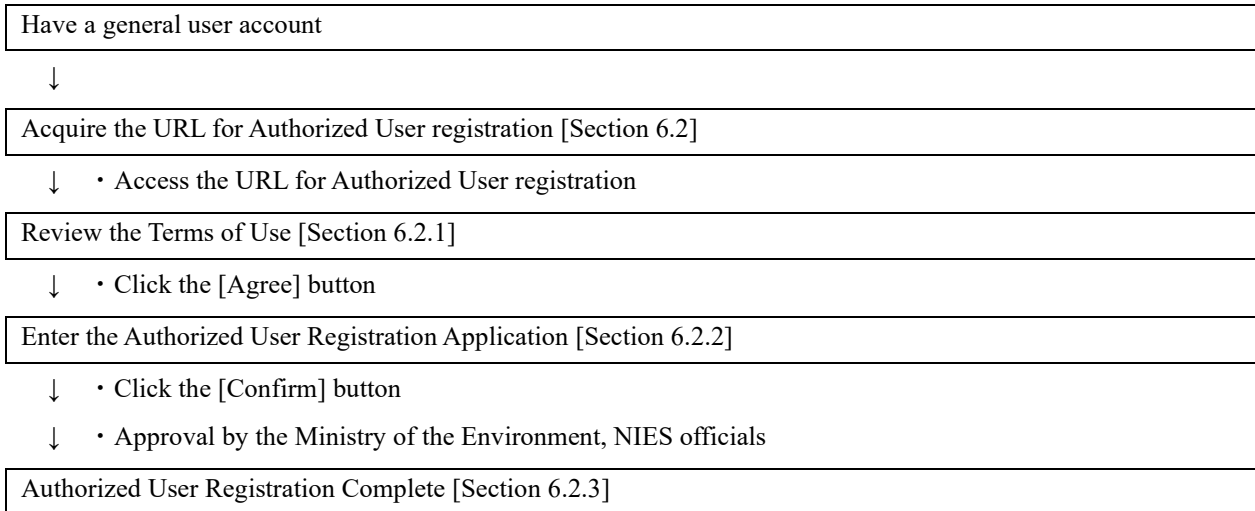 Have a general user account
↓
Acquire the URL for Authorized User registration [Section 6.2]
↓ ・Access the URL for Authorized User registration
Review the Terms of Use [Section 6.2.1]
↓ ・Click the [Agree] button
Enter the Authorized User Registration Application [Section 6.2.2]
↓ ・Click the [Confirm] button
↓ ・Approval by the Ministry of the Environment, NIES officials
Authorized User Registration Complete [Section 6.2.3]